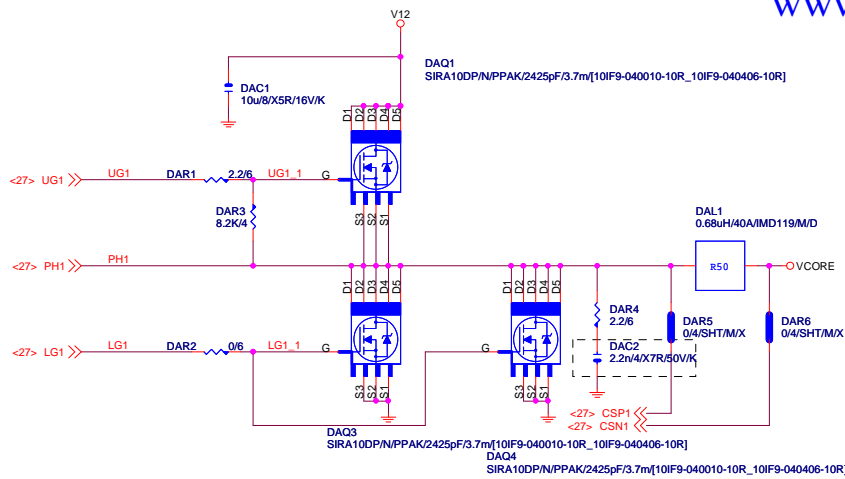 WWW
V12
DAQ1
SIRA10DP/N/PPAK/2425pF/3.7m/[10IF9-040010-10R_10IF9-040406-10R]
DAC1
10u/8/X5R/16V/K
D1 D2 D3 D4 D5
<27> UG1 UG1 DAR1 2.2/6 UG1_1 G
DAR3
8.2K/4
S3 S2 S1
DAL1
0.68uH/40A/IMD119/M/D
<27> PH1 PH1 R50 VCORE
D1 D2 D3 D4 D5 D1 D2 D3 D4 D5
DAR4
2.2/6
DAR5
0/4/SHT/M/X
DAR6
0/4/SHT/M/X
<27> LG1 LG1 DAR2 0/6 LG1_1 G G
DAC2
2.2n/4/X7R/50V/K
S3 S2 S1 S3 S2 S1
<27> CSP1
<27> CSN1
DAQ3
SIRA10DP/N/PPAK/2425pF/3.7m/[10IF9-040010-10R_10IF9-040406-10R]
DAQ4
SIRA10DP/N/PPAK/2425pF/3.7m/[10IF9-040010-10R_10IF9-040406-10R]